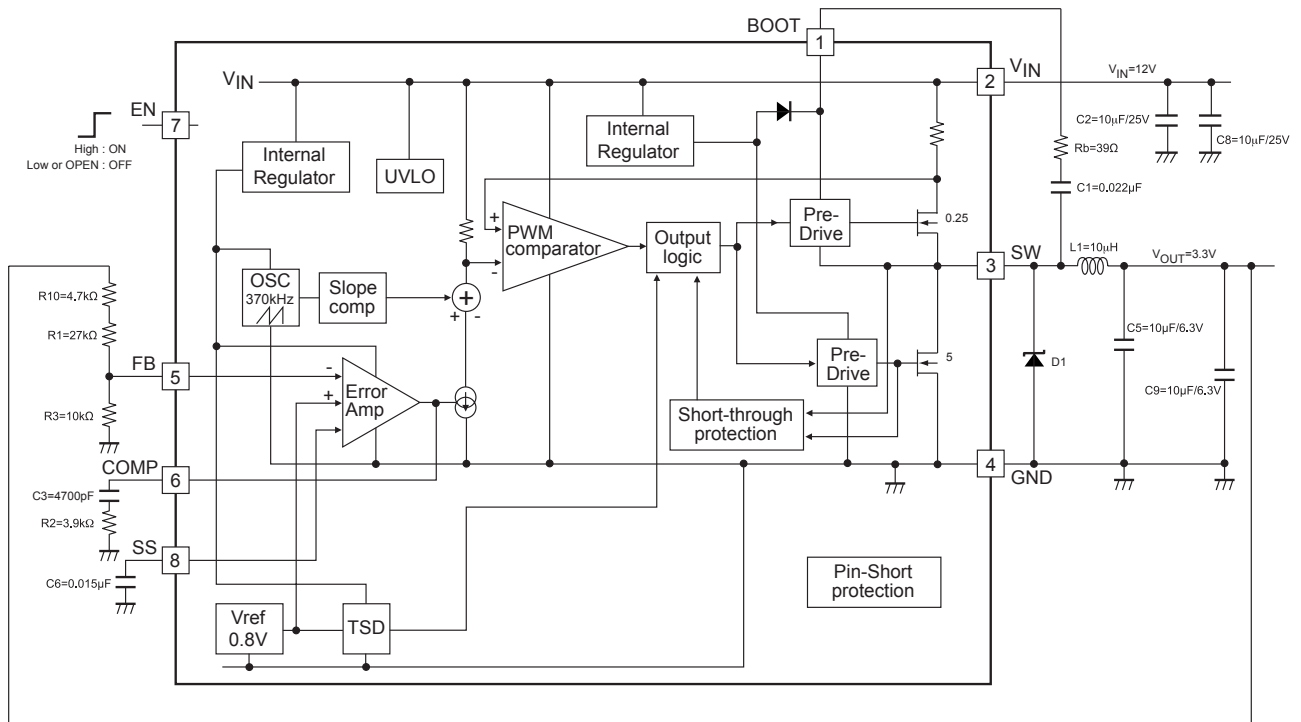 BOOT
1
VIN
2
VIN
VIN=12V
EN
7
High : ON
Low or OPEN : OFF
Internal
Regulator
UVLO
Internal
Regulator
C2=10μF/25V
C8=10μF/25V
Rb=39Ω
C1=0.022μF
+
PWM
comparator
-
Output
logic
Pre-
Drive
0.25
3
SW
L1=10μH
VOUT=3.3V
OSC
370kHz
Slope
comp
+
+
-
R10=4.7kΩ
R1=27kΩ
FB
5
R3=10kΩ
-
+
Error
Amp
Pre-
Drive
5
Short-through
protection
D1
C5=10μF/6.3V
C9=10μF/6.3V
COMP
6
4
GND
C3=4700pF
R2=3.9kΩ
SS
8
C6=0.015μF
Pin-Short
protection
Vref
0.8V
TSD